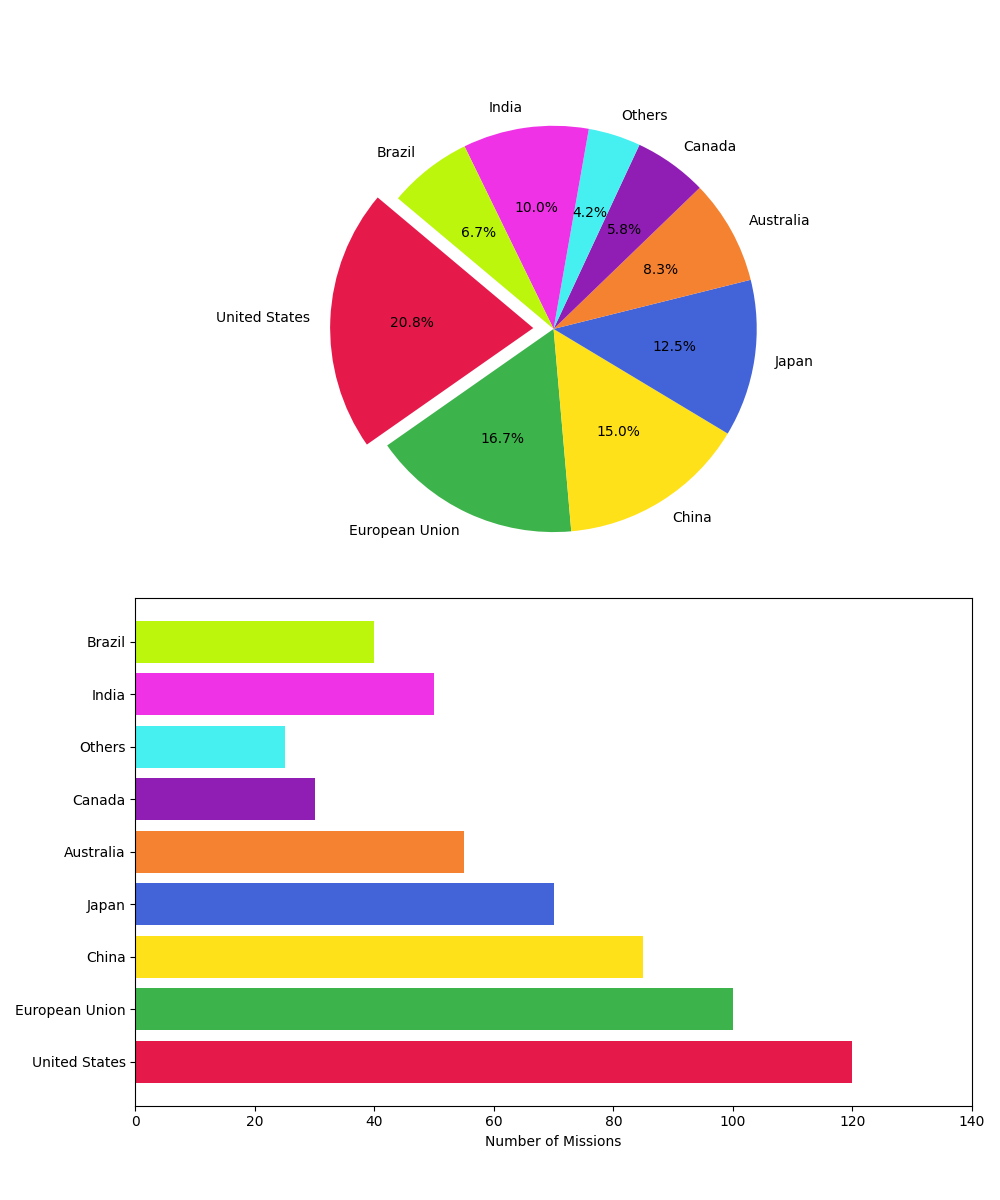 India
Others
Brazil
Canada
10.0%
4.2%
Australia
6.7%
5.8%
8.3%
United States
20.8%
12.5%
Japan
16.7%
15.0%
China
European Union
Brazil
India
Others
Canada
Australia
Japan
China
European Union
United States
0 20 40 60 80 100 120 140
Number of Missions